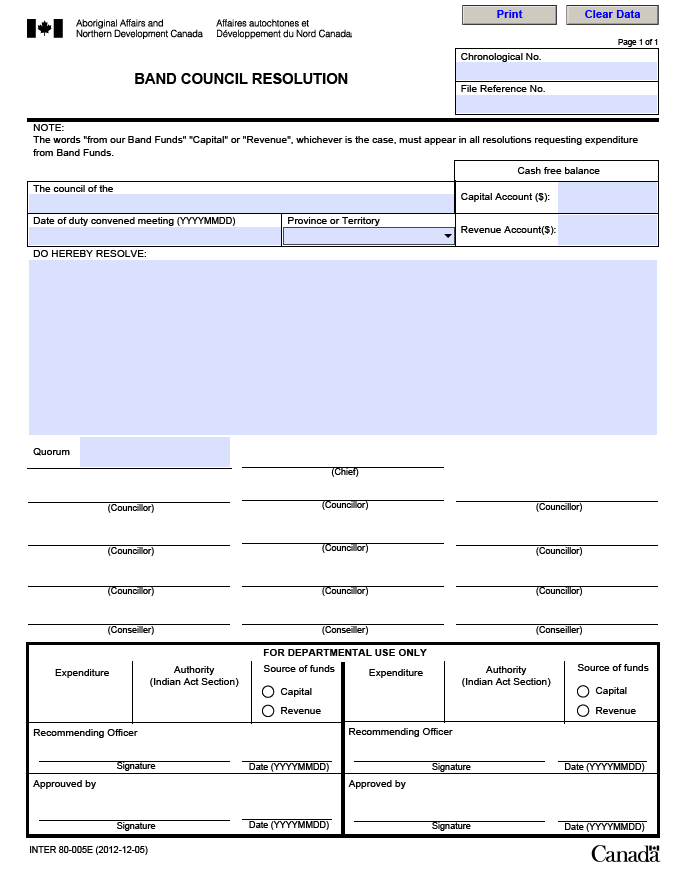 Print
Clear Data
Aboriginal Affairs and
Northern Development Canada
Affaires autochtones et
Développement du Nord Canada
Page 1 of 1
BAND COUNCIL RESOLUTION
Chronological No.
File Reference No.
NOTE:
The words "from our Band Funds" "Capital" or "Revenue", whichever is the case, must appear in all resolutions requesting expenditure
from Band Funds.
Cash free balance
The council of the
Capital Account ($):
Date of duty convened meeting (YYYYMMDD)
Province or Territory
Revenue Account($):
DO HEREBY RESOLVE:
Quorum
(Chief)
(Councillor)
(Councillor)
(Councillor)
(Councillor)
(Councillor)
(Councillor)
(Councillor)
(Councillor)
(Councillor)
(Conseiller)
(Conseiller)
(Conseiller)
FOR DEPARTMENTAL USE ONLY
Expenditure
Authority
(Indian Act Section)
Source of funds
Capital
Revenue
Expenditure
Authority
(Indian Act Section)
Source of funds
Capital
Revenue
Recommending Officer
Signature
Date (YYYYMMDD)
Recommending Officer
Signature
Date (YYYYMMDD)
Approuved by
Signature
Date (YYYYMMDD)
Approved by
Signature
Date (YYYYMMDD)
INTER 80-005E (2012-12-05)
Canada